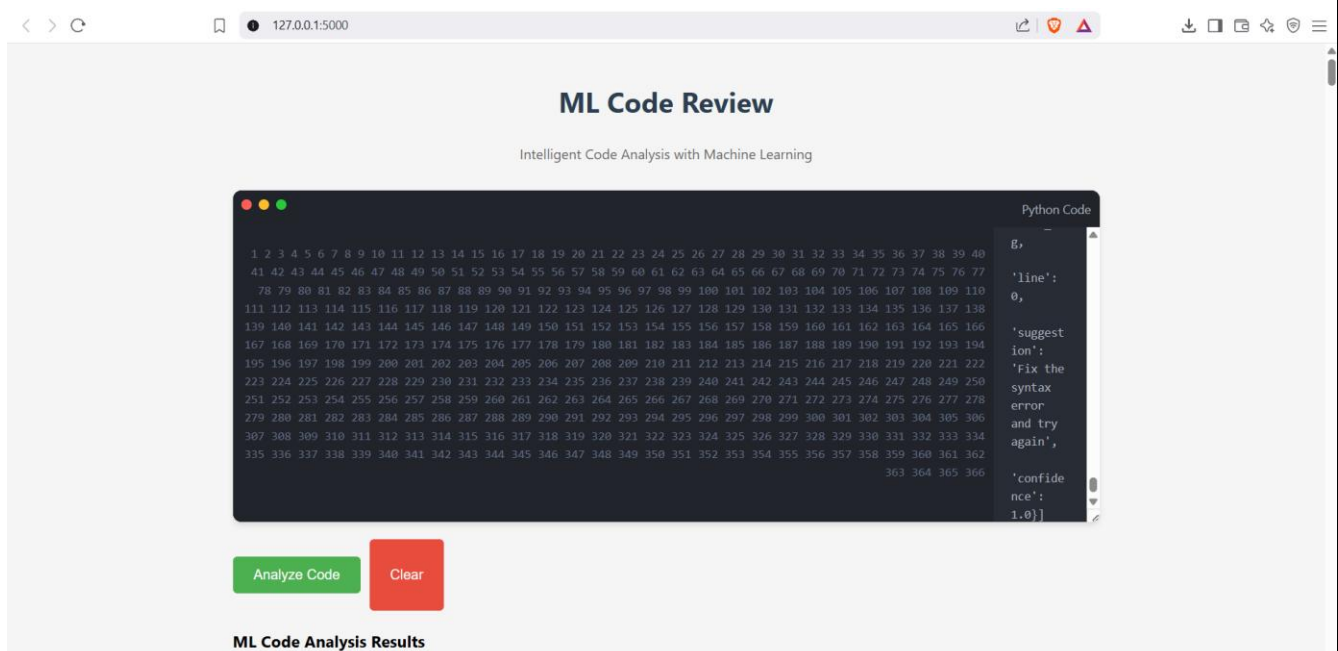 127.0.0.1:5000
ML Code Review
Intelligent Code Analysis with Machine Learning
Python Code
1 2 3 4 5 6 7 8 9 10 11 12 13 14 15 16 17 18 19 20 21 22 23 24 25 26 27 28 29 30 31 32 33 34 35 36 37 38 39 40
41 42 43 44 45 46 47 48 49 50 51 52 53 54 55 56 57 58 59 60 61 62 63 64 65 66 67 68 69 70 71 72 73 74 75 76 77
78 79 80 81 82 83 84 85 86 87 88 89 90 91 92 93 94 95 96 97 98 99 100 101 102 103 104 105 106 107 108 109 110
111 112 113 114 115 116 117 118 119 120 121 122 123 124 125 126 127 128 129 130 131 132 133 134 135 136 137 138
139 140 141 142 143 144 145 146 147 148 149 150 151 152 153 154 155 156 157 158 159 160 161 162 163 164 165 166
167 168 169 170 171 172 173 174 175 176 177 178 179 180 181 182 183 184 185 186 187 188 189 190 191 192 193 194
195 196 197 198 199 200 201 202 203 204 205 206 207 208 209 210 211 212 213 214 215 216 217 218 219 220 221 222
223 224 225 226 227 228 229 230 231 232 233 234 235 236 237 238 239 240 241 242 243 244 245 246 247 248 249 250
251 252 253 254 255 256 257 258 259 260 261 262 263 264 265 266 267 268 269 270 271 272 273 274 275 276 277 278
279 280 281 282 283 284 285 286 287 288 289 290 291 292 293 294 295 296 297 298 299 300 301 302 303 304 305 306
307 308 309 310 311 312 313 314 315 316 317 318 319 320 321 322 323 324 325 326 327 328 329 330 331 332 333 334
335 336 337 338 339 340 341 342 343 344 345 346 347 348 349 350 351 352 353 354 355 356 357 358 359 360 361 362
363 364 365 366
g,
'line':
0,
'suggest
ion':
'Fix the
syntax
error
and try
again',
'confide
nce':
1.0}]
Analyze Code
Clear
ML Code Analysis Results